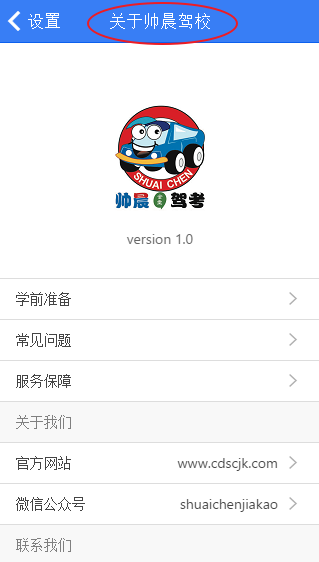 设置
关于帅晨驾校
SHUAI CHEN
帅晨
驾考
version 1.0
学前准备
常见问题
服务保障
关于我们
官方网站
www.cdscjk.com
微信公众号
shuaichenjiakao
联系我们